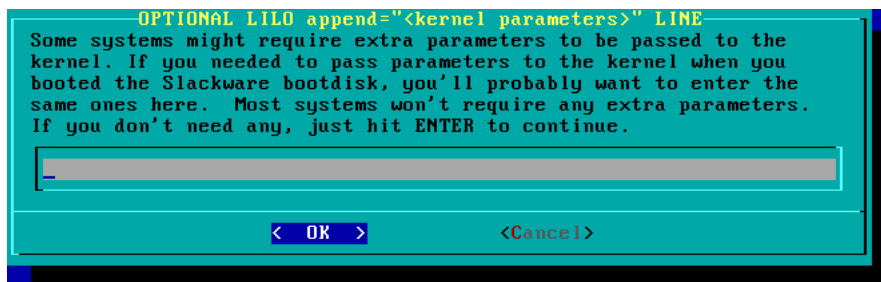 OPTIONAL LILO append="<kernel parameters>" LINE
Some systems might require extra parameters to be passed to the
kernel. If you needed to pass parameters to the kernel when you
booted the Slackware bootdisk, you'll probably want to enter the
same ones here.  Most systems won't require any extra parameters.
If you don't need any, just hit ENTER to continue.
<  OK  > <Cancel>